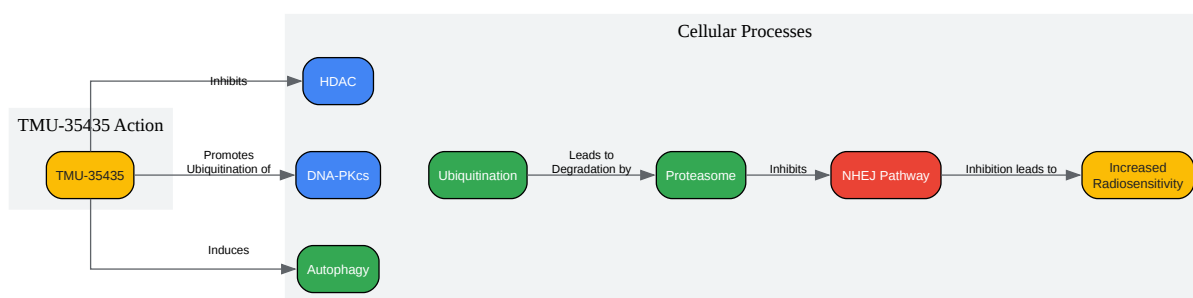 Cellular Processes
Inhibits
HDAC
TMU-35435 Action
TMU-35435
Promotes
Ubiquitination of
DNA-PKcs
Ubiquitination
Leads to
Degradation by
Proteasome
Inhibits
NHEJ Pathway
Inhibition leads to
Increased
Radiosensitivity
Induces
Autophagy